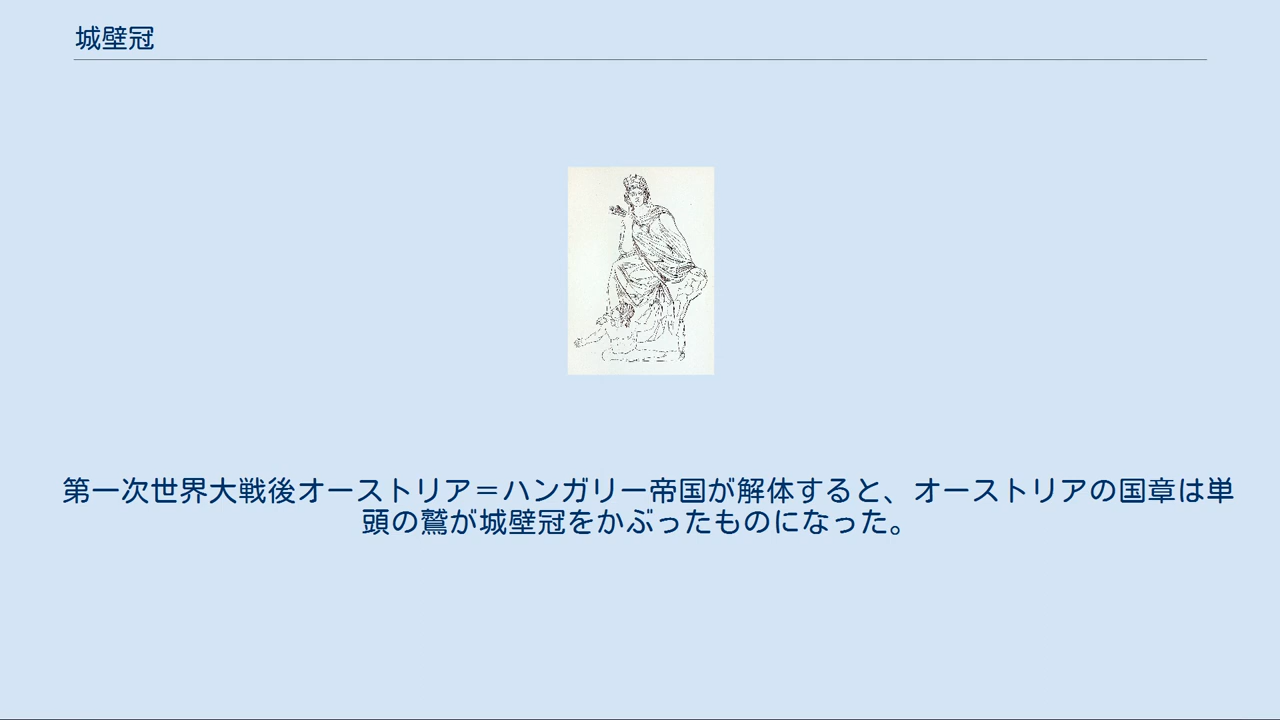 城壁冠
第一次世界大戦後オーストリア＝ハンガリー帝国が解体すると、オーストリアの国章は単
頭の鷲が城壁冠をかぶったものになった。